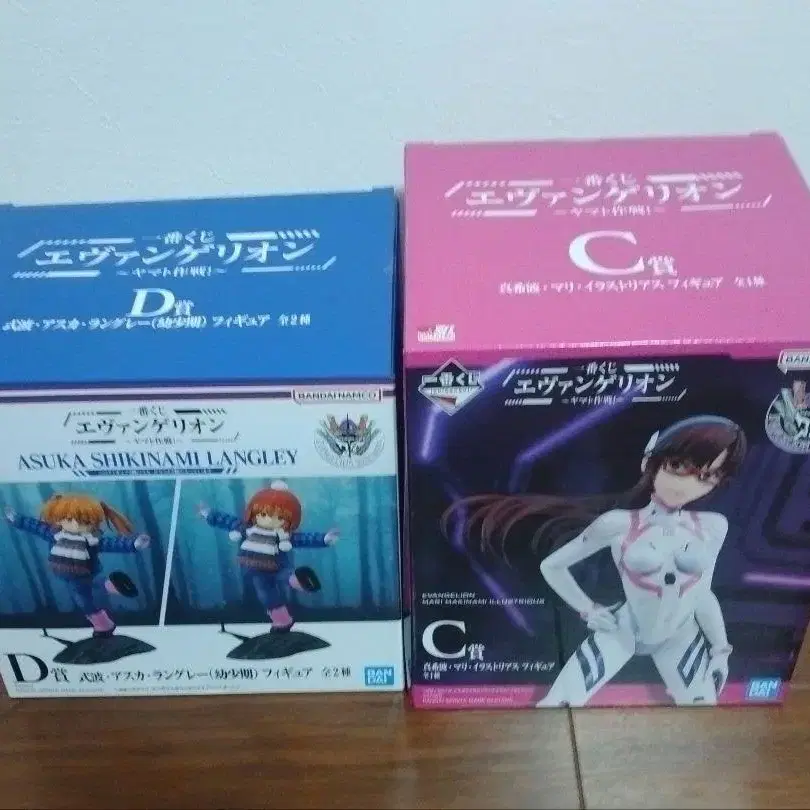 一番くじ
エヴァンゲリオン
~ヤマト作戦!~
D賞
式波・アスカ・ラングレー(幼少期) フィギュア 全2種
BANDAI NAMCO
一番くじ
エヴァンゲリオン
~ヤマト作戦!~
ASUKA SHIKINAMI LANGLEY
D賞 式波・アスカ・ラングレー(幼少期) フィギュア 全2種
BANDAI
一番くじ
エヴァンゲリオン
~ヤマト作戦!~
C賞
真希波・マリ・イラストリアス フィギュア 全1種
一番くじ
一番くじ
エヴァンゲリオン
~ヤマト作戦!~
BAN
EVANGELION
MARI MAKINAMI ILLUSTRIOUS
C賞
真希波・マリ・イラストリアス フィギュア
全1種
BANDAI